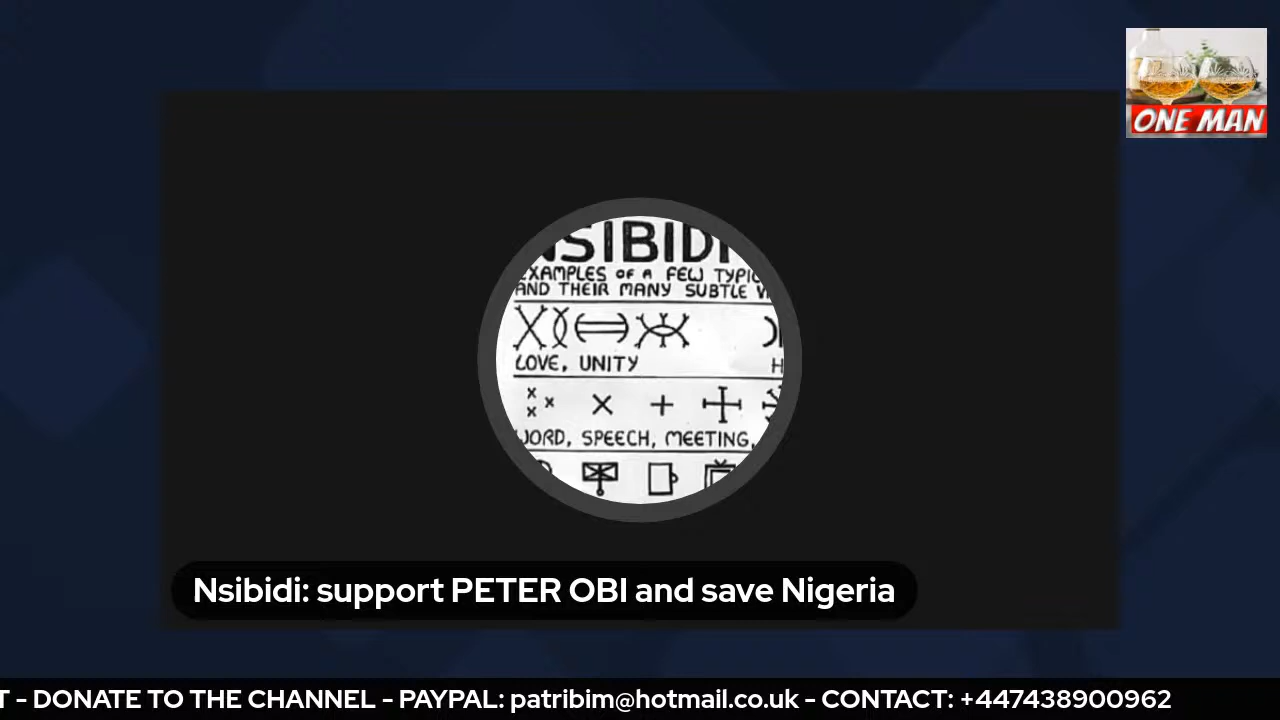 ONE MAN
NSIBIDI
EXAMPLES OF A FEW
AND THEIR MANY SUBTLE
LOVE, UNITY
H
WORD, SPEECH, MEETING,
Nsibidi: support PETER OBI and save Nigeria
T - DONATE TO THE CHANNEL - PAYPAL: patribim@hotmail.co.uk - CONTACT: +447438900962